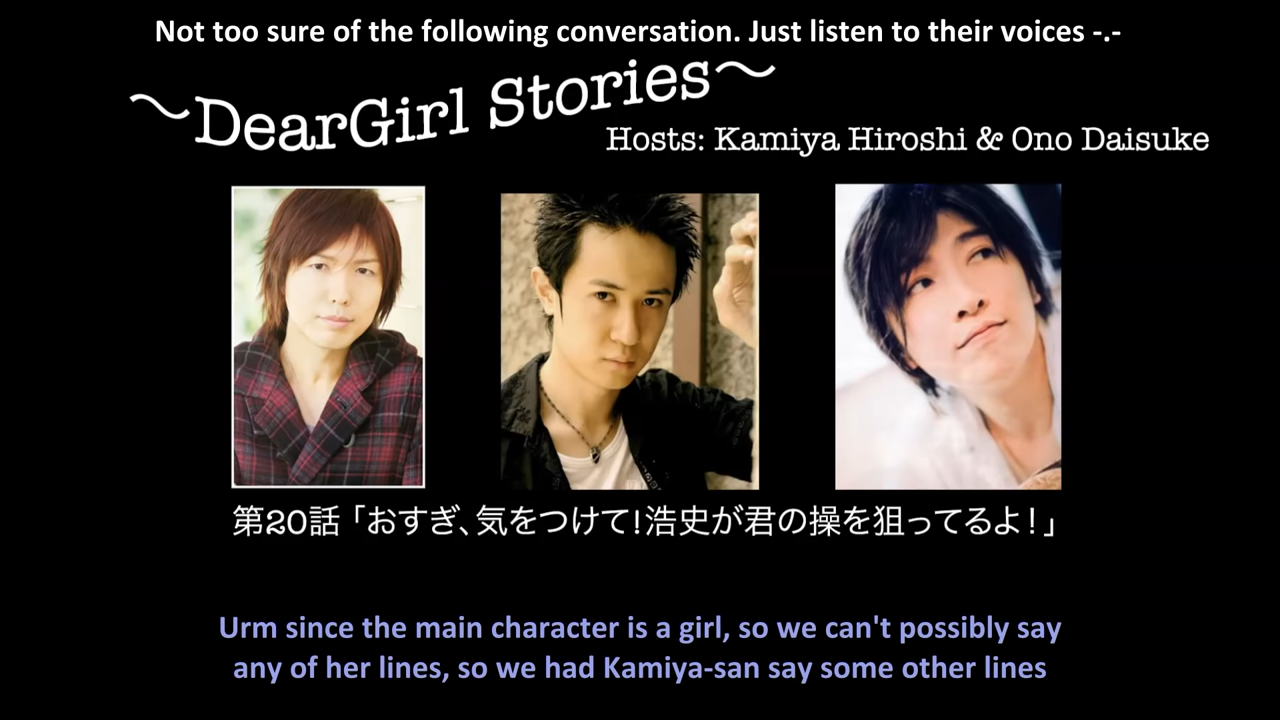 Not too sure of the following conversation. Just listen to their voices -.-
～DearGirl Stories～
Hosts: Kamiya Hiroshi & Ono Daisuke
第20話「おすぎ、気をつけて!浩史が君の操を狙ってるよ!」
Urm since the main character is a girl, so we can't possibly say
any of her lines, so we had Kamiya-san say some other lines